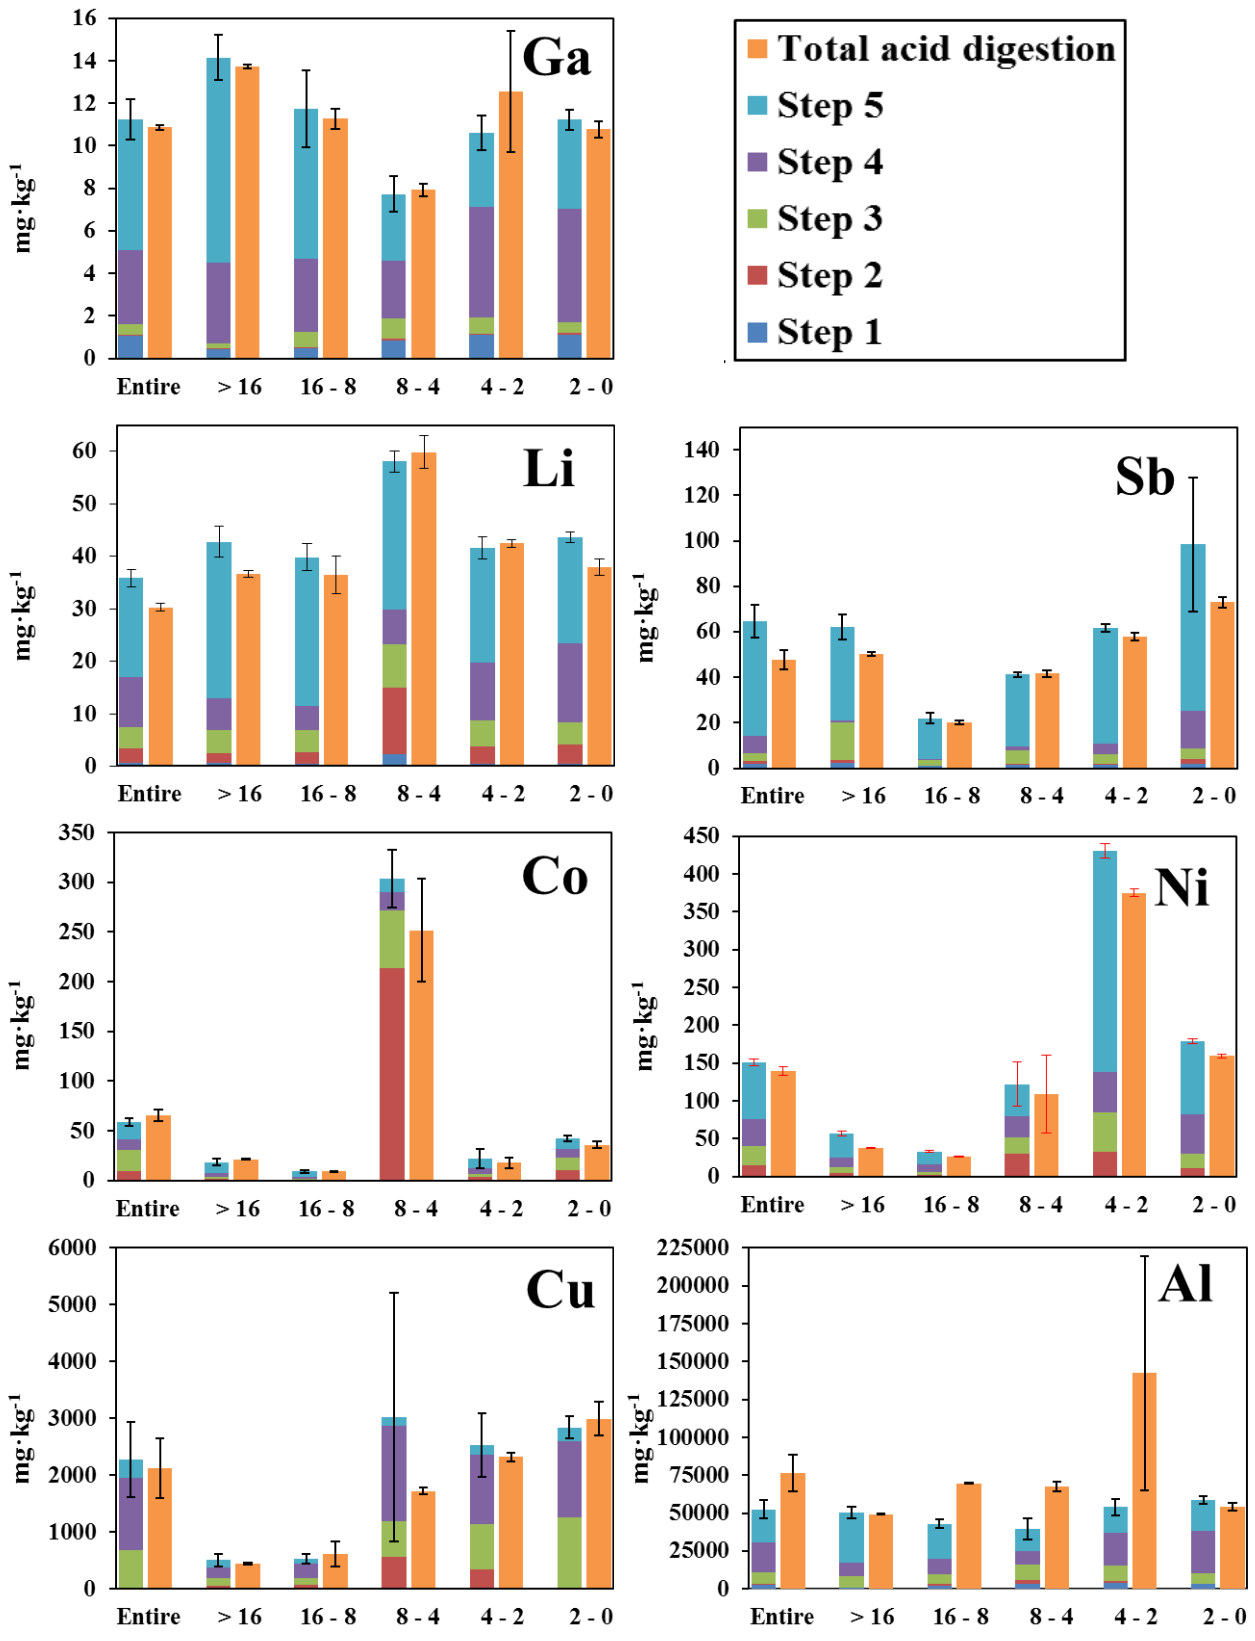 Ga
16
14
12
10
8
6
4
2
0
mg·kg-1
Entire > 16 16 - 8 8 - 4 4 - 2 2 - 0
Total acid digestion
Step 5
Step 4
Step 3
Step 2
Step 1
Li
60
50
40
30
20
10
0
mg·kg-1
Entire > 16 16 - 8 8 - 4 4 - 2 2 - 0
Sb
140
120
100
80
60
40
20
0
mg·kg-1
Entire > 16 16 - 8 8 - 4 4 - 2 2 - 0
Co
350
300
250
200
150
100
50
0
mg·kg-1
Entire > 16 16 - 8 8 - 4 4 - 2 2 - 0
Ni
450
400
350
300
250
200
150
100
50
0
mg·kg-1
Entire > 16 16 - 8 8 - 4 4 - 2 2 - 0
Cu
6000
5000
4000
3000
2000
1000
0
mg·kg-1
Entire > 16 16 - 8 8 - 4 4 - 2 2 - 0
Al
225000
200000
175000
150000
125000
100000
75000
50000
25000
0
mg·kg-1
Entire > 16 16 - 8 8 - 4 4 - 2 2 - 0